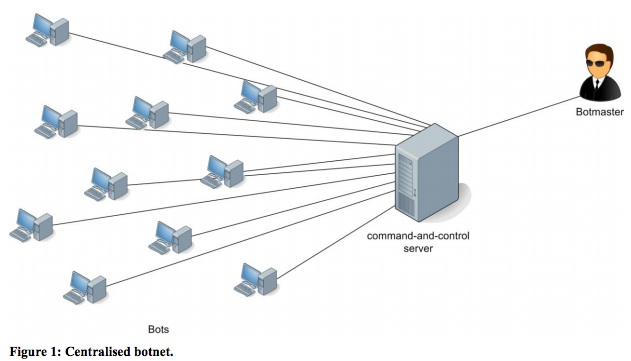 Botmaster
command-and-control
server
Bots
Figure 1: Centralised botnet.